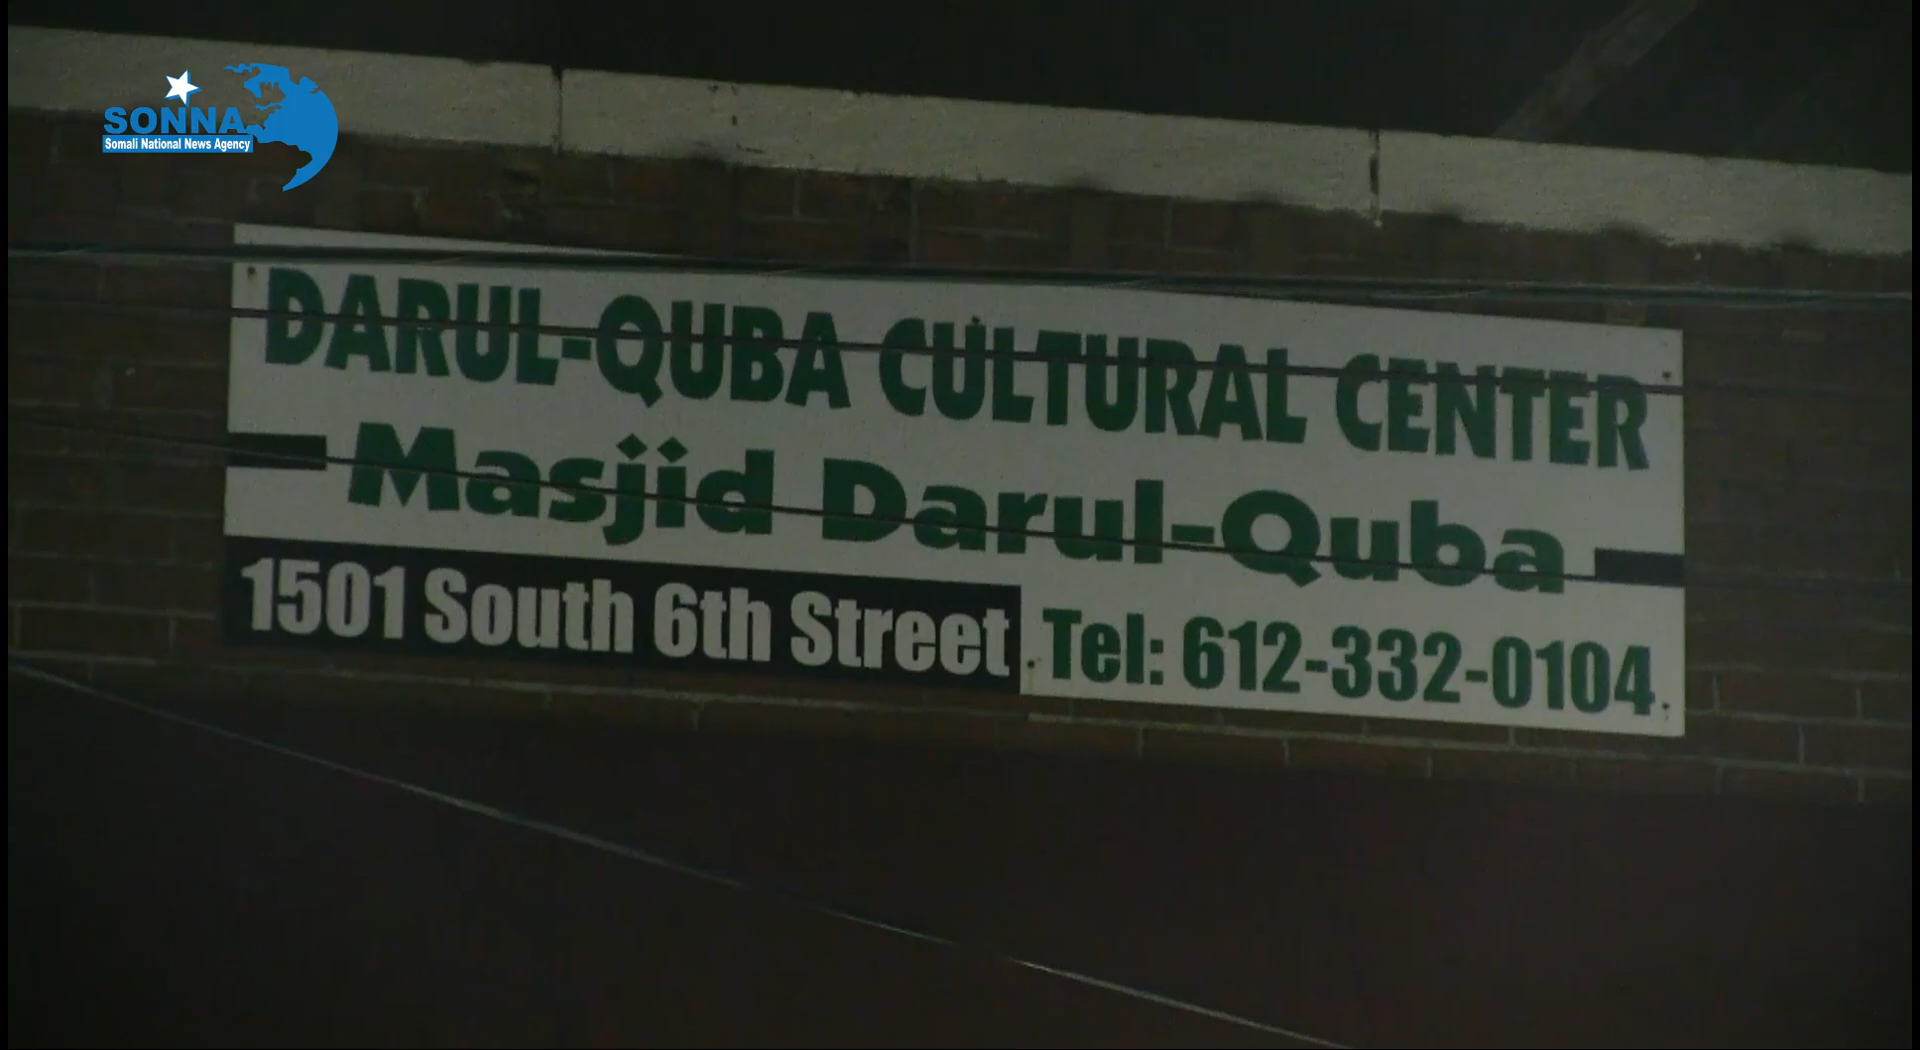 SONNA
Somali National News Agency
DARUL-QUBA CULTURAL CENTER
Masjid Darul-Quba
1501 South 6th Street
Tel: 612-332-0104